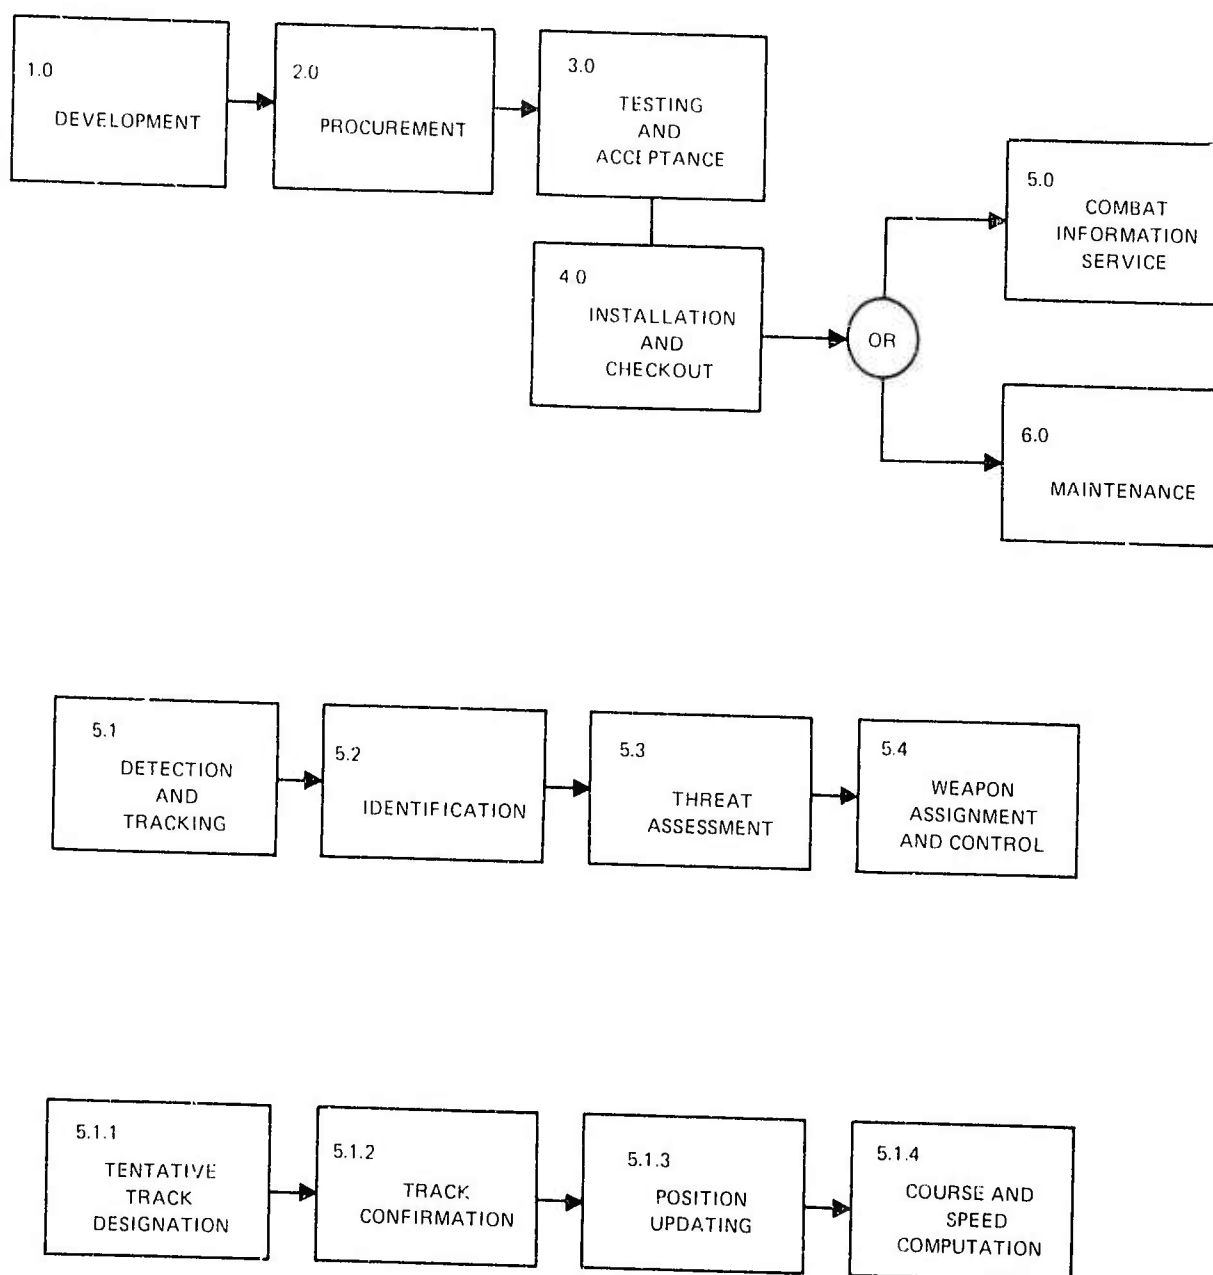 1.0
DEVELOPMENT
2.0
PROCUREMENT
3.0
TESTING
AND
ACCEPTANCE
4.0
INSTALLATION
AND
CHECKOUT
OR
5.0
COMBAT
INFORMATION
SERVICE
6.0
MAINTENANCE
5.1
DETECTION
AND
TRACKING
5.2
IDENTIFICATION
5.3
THREAT
ASSESSMENT
5.4
WEAPON
ASSIGNMENT
AND CONTROL
5.1.1
TENTATIVE
TRACK
DESIGNATION
5.1.2
TRACK
CONFIRMATION
5.1.3
POSITION
UPDATING
5.1.4
COURSE AND
SPEED
COMPUTATION